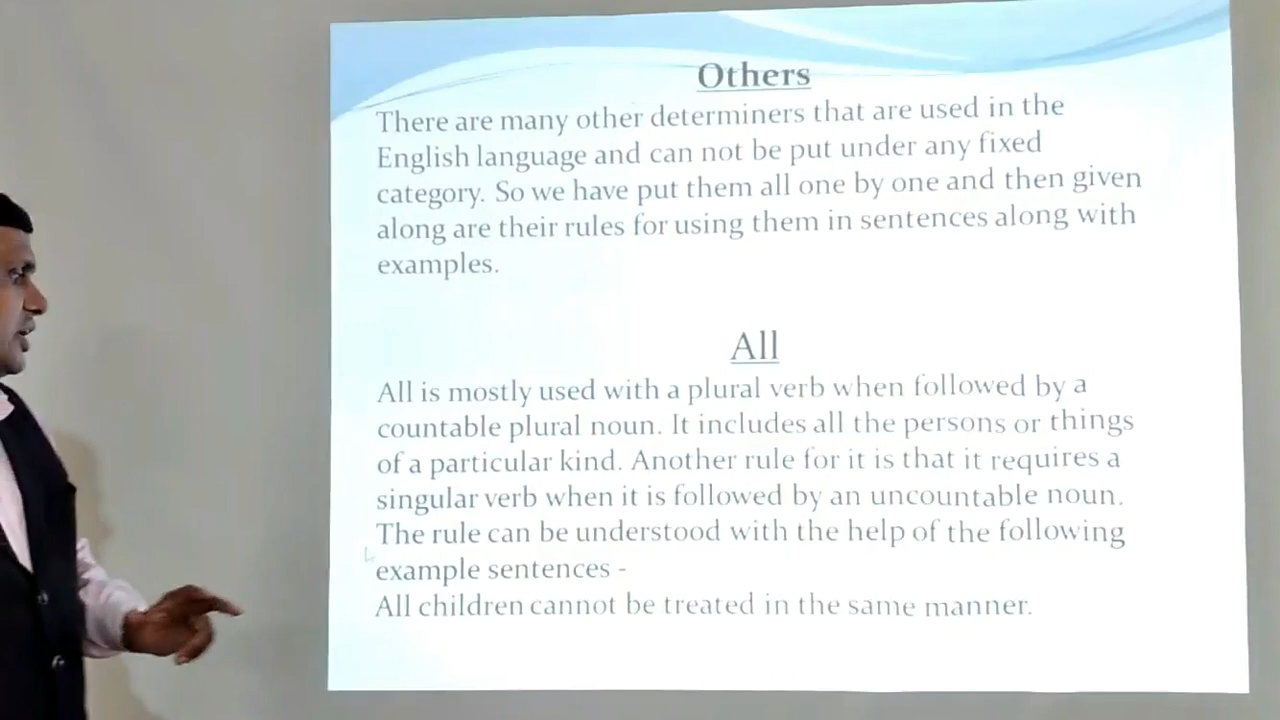 Others
There are many other determiners that are used in the
English language and can not be put under any fixed
category. So we have put them all one by one and then given
along are their rules for using them in sentences along with
examples.
All
All is mostly used with a plural verb when followed by a
countable plural noun. It includes all the persons or things
of a particular kind. Another rule for it is that it requires a
singular verb when it is followed by an uncountable noun.
The rule can be understood with the help of the following
example sentences -
All children cannot be treated in the same manner.